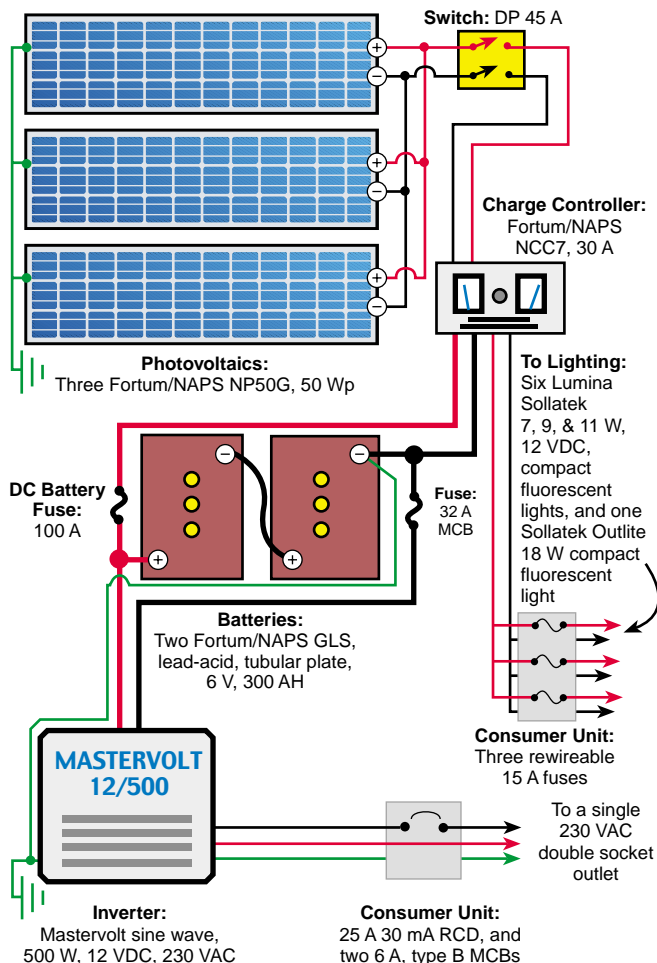 Switch: DP 45 A
+
−
+
−
+
−
Charge Controller:
Fortum/NAPS
NCC7, 30 A
Photovoltaics:
Three Fortum/NAPS NP50G, 50 Wp
To Lighting:
Six Lumina
Sollatek
7, 9, & 11 W,
12 VDC,
compact
fluorescent
lights, and one
Sollatek Outlite
18 W compact
fluorescent
light
DC Battery
Fuse:
100 A
−
+
−
+
Fuse:
32 A
MCB
Batteries:
Two Fortum/NAPS GLS,
lead-acid, tubular plate,
6 V, 300 AH
Consumer Unit:
Three rewireable
15 A fuses
MASTERVOLT
12/500
To a single
230 VAC
double socket
outlet
Inverter:
Mastervolt sine wave,
500 W, 12 VDC, 230 VAC
Consumer Unit:
25 A 30 mA RCD, and
two 6 A, type B MCBs